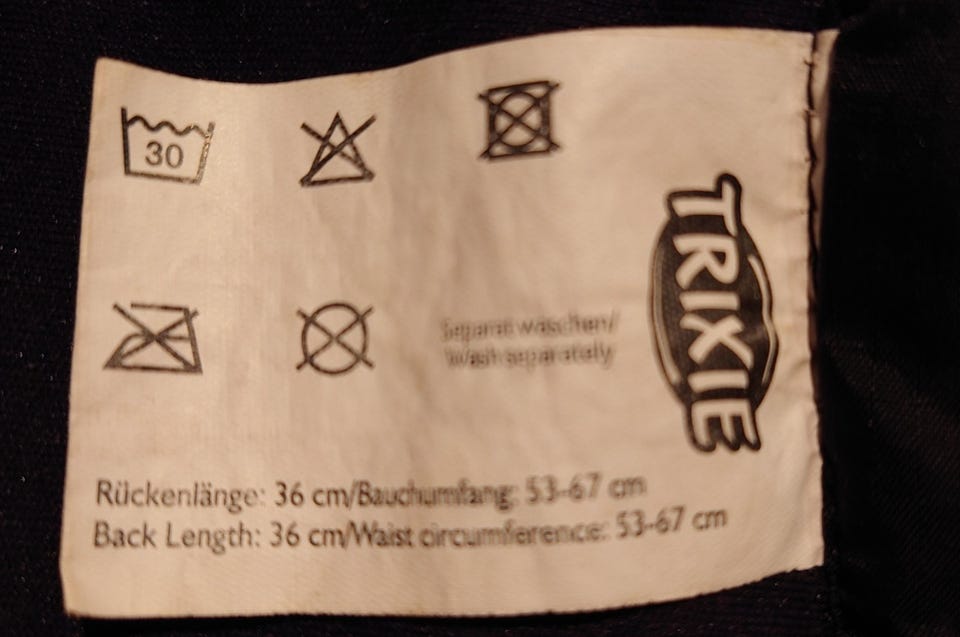 30
Separat waschen/
Wash separately
TRIXIE
Rückenlänge: 36 cm/Bauchumfang: 53-67 cm
Back Length: 36 cm/Waist circumference: 53-67 cm